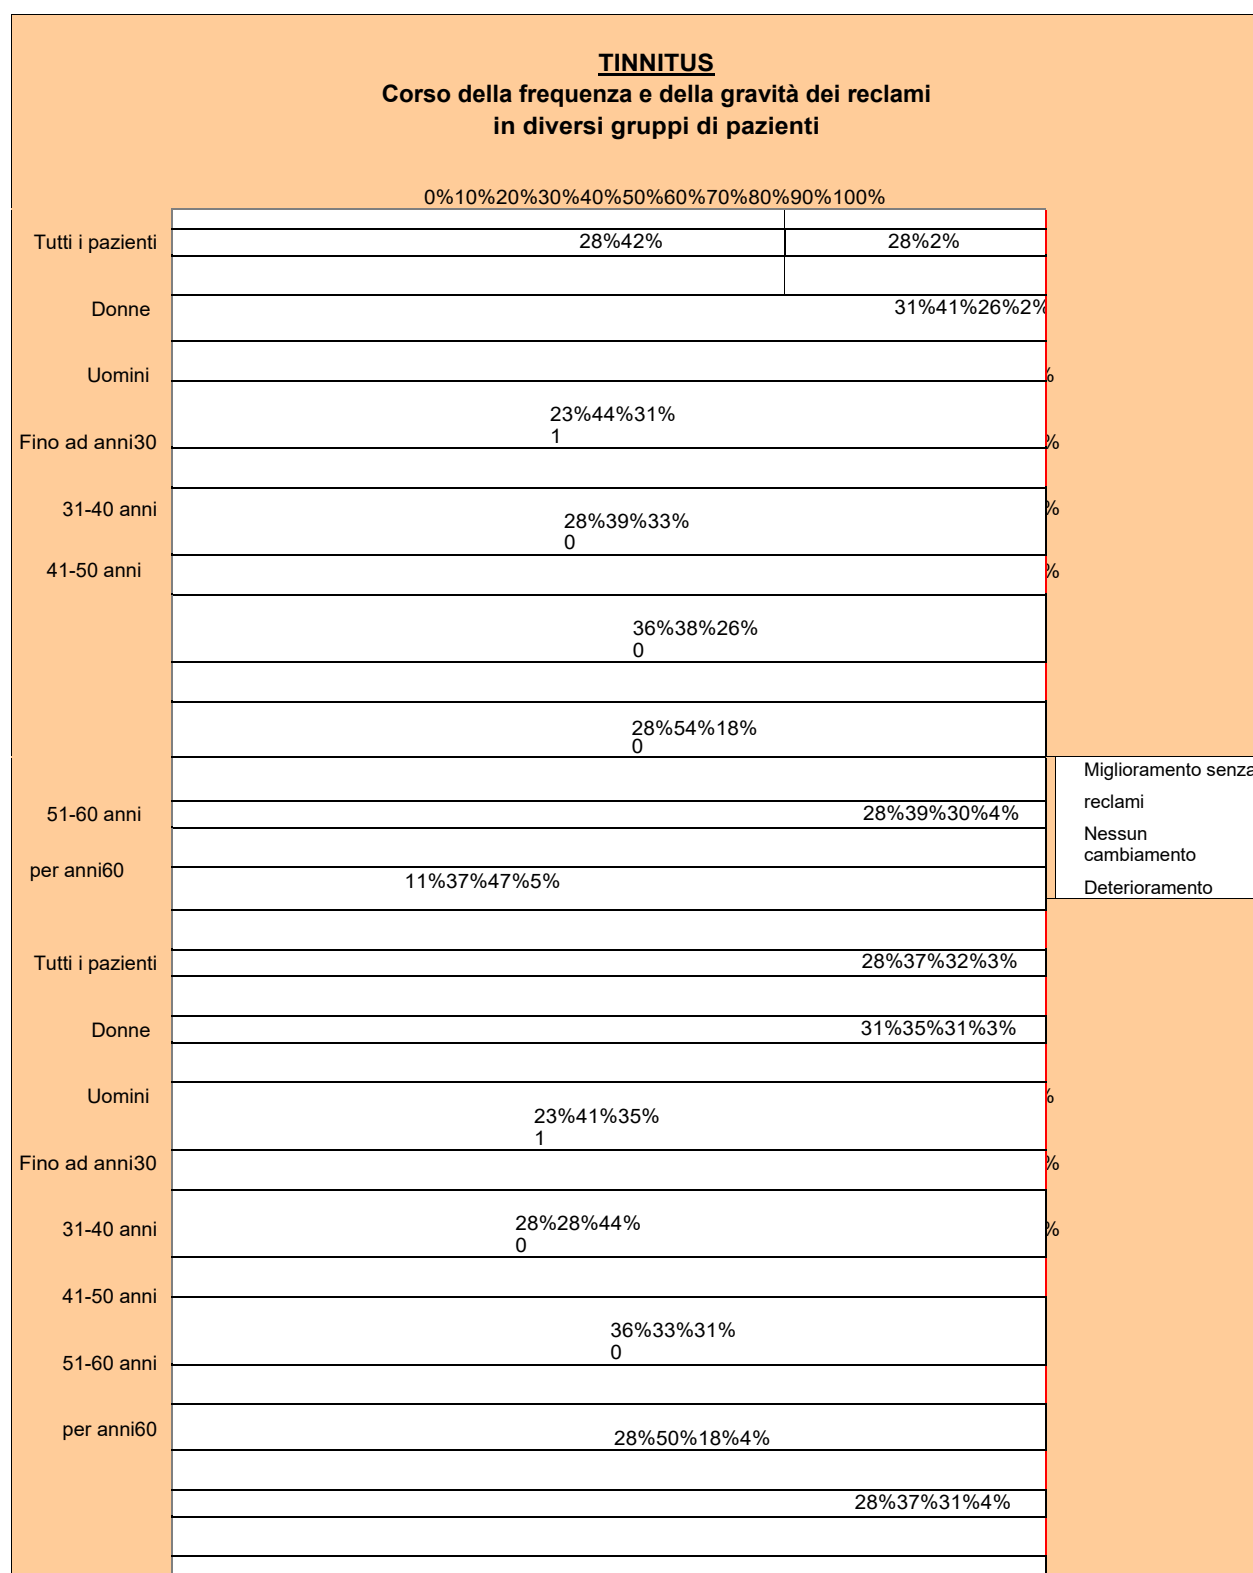 TINNITUS
Corso della frequenza e della gravità dei reclami
in diversi gruppi di pazienti
0%10%20%30%40%50%60%70%80%90%100%
Tutti i pazienti 28%42% 28%2%
Donne 31%41%26%2%
Uomini %
23%44%31%
1
Fino ad anni30 %
31-40 anni %
28%39%33%
0
41-50 anni %
36%38%26%
0
28%54%18%
0
Miglioramento senza
reclami
Nessun
cambiamento
Deterioramento
51-60 anni 28%39%30%4%
per anni60
11%37%47%5%
Tutti i pazienti 28%37%32%3%
Donne 31%35%31%3%
Uomini %
23%41%35%
1
Fino ad anni30 %
31-40 anni %
28%28%44%
0
41-50 anni
36%33%31%
0
51-60 anni
per anni60
28%50%18%4%
28%37%31%4%